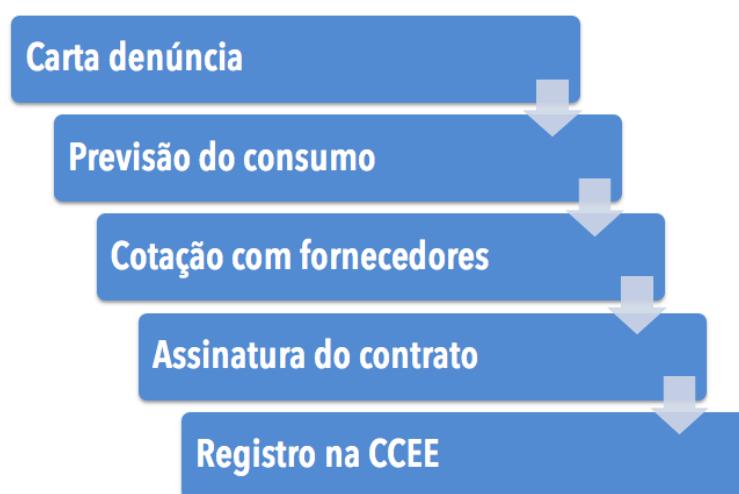 Carta denúncia
Previsão do consumo
Cotação com fornecedores
Assinatura do contrato
Registro na CCEE